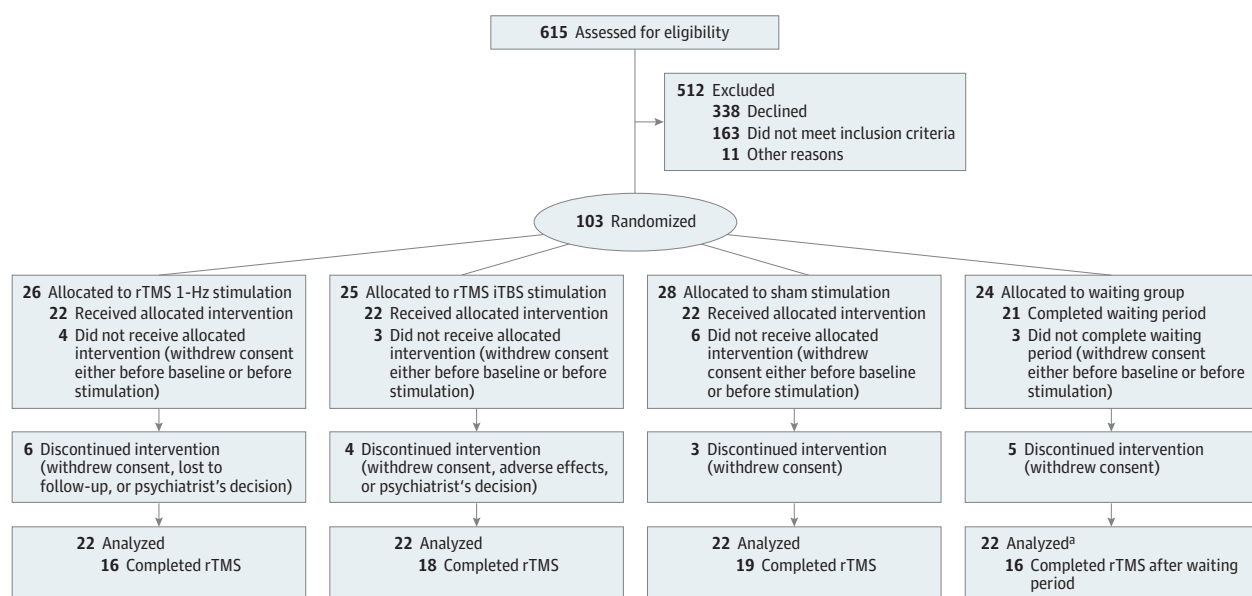 615 Assessed for eligibility
512 Excluded
338 Declined
163 Did not meet inclusion criteria
11 Other reasons
103 Randomized
26 Allocated to rTMS 1-Hz stimulation
22 Received allocated intervention
4 Did not receive allocated
intervention (withdrew consent
either before baseline or before
stimulation)
25 Allocated to rTMS iTBS stimulation
22 Received allocated intervention
3 Did not receive allocated
intervention (withdrew consent
either before baseline or before
stimulation)
28 Allocated to sham stimulation
22 Received allocated intervention
6 Did not receive allocated
intervention (withdrew
consent either before baseline
or before stimulation)
24 Allocated to waiting group
21 Completed waiting period
3 Did not complete waiting
period (withdrew consent
either before baseline or before
stimulation)
6 Discontinued intervention
(withdrew consent, lost to
follow-up, or psychiatrist's decision)
4 Discontinued intervention
(withdrew consent, adverse effects,
or psychiatrist's decision)
3 Discontinued intervention
(withdrew consent)
5 Discontinued intervention
(withdrew consent)
22 Analyzed
16 Completed rTMS
22 Analyzed
18 Completed rTMS
22 Analyzed
19 Completed rTMS
22 Analyzedᵃ
16 Completed rTMS after waiting
period